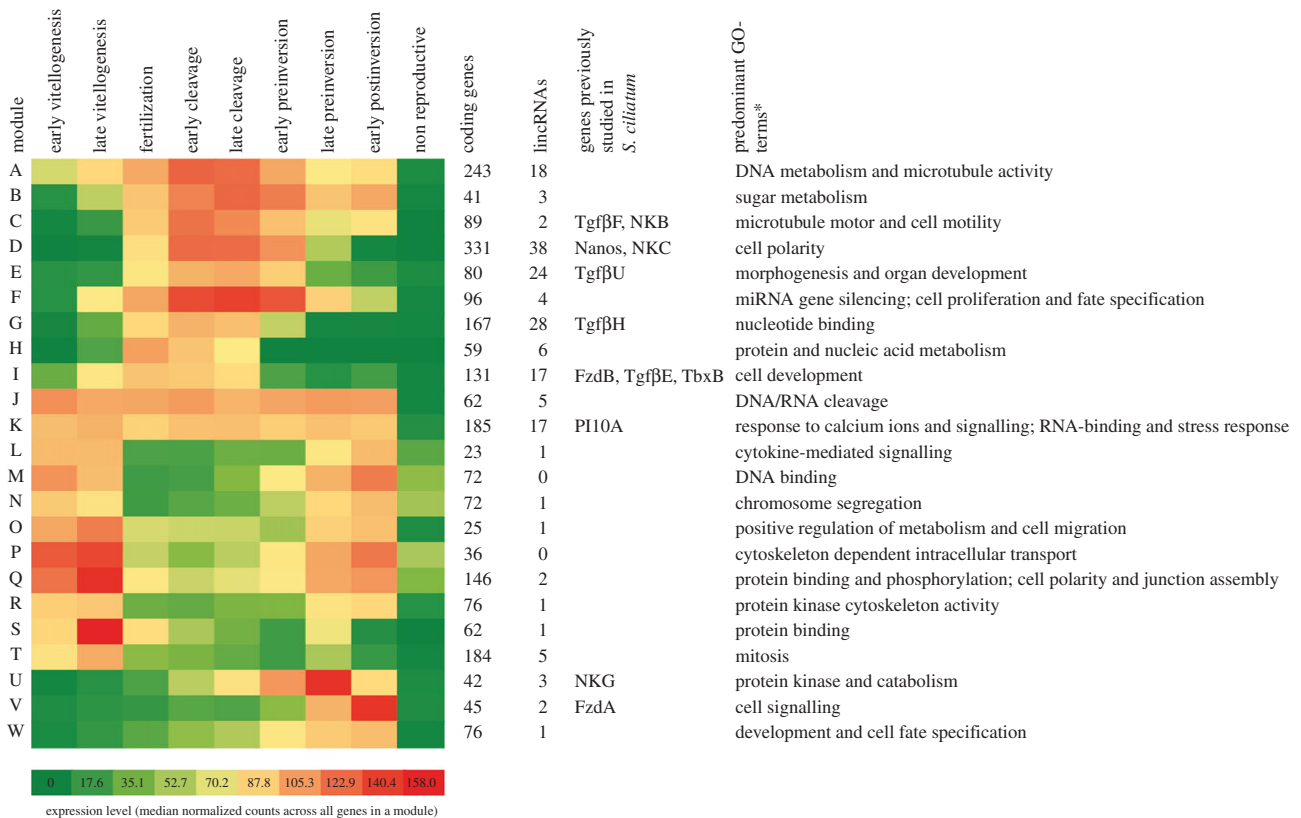 module early vitellogenesis late vitellogenesis fertilization early cleavage late cleavage early preinversion late preinversion early postinversion non reproductive coding genes lincRNAs genes previously studied in S. ciliatum predominant GO-terms*
A 243 18 DNA metabolism and microtubule activity
B 41 3 sugar metabolism
C 89 2 TgfβF, NKB microtubule motor and cell motility
D 331 38 Nanos, NKC cell polarity
E 80 24 TgfβU morphogenesis and organ development
F 96 4 miRNA gene silencing; cell proliferation and fate specification
G 167 28 TgfβH nucleotide binding
H 59 6 protein and nucleic acid metabolism
I 131 17 FzdB, TgfβE, TbxB cell development
J 62 5 DNA/RNA cleavage
K 185 17 PI10A response to calcium ions and signalling; RNA-binding and stress response
L 23 1 cytokine-mediated signalling
M 72 0 DNA binding
N 72 1 chromosome segregation
O 25 1 positive regulation of metabolism and cell migration
P 36 0 cytoskeleton dependent intracellular transport
Q 146 2 protein binding and phosphorylation; cell polarity and junction assembly
R 76 1 protein kinase cytoskeleton activity
S 62 1 protein binding
T 184 5 mitosis
U 42 3 NKG protein kinase and catabolism
V 45 2 FzdA cell signalling
W 76 1 development and cell fate specification
0 17.6 35.1 52.7 70.2 87.8 105.3 122.9 140.4 158.0
expression level (median normalized counts across all genes in a module)